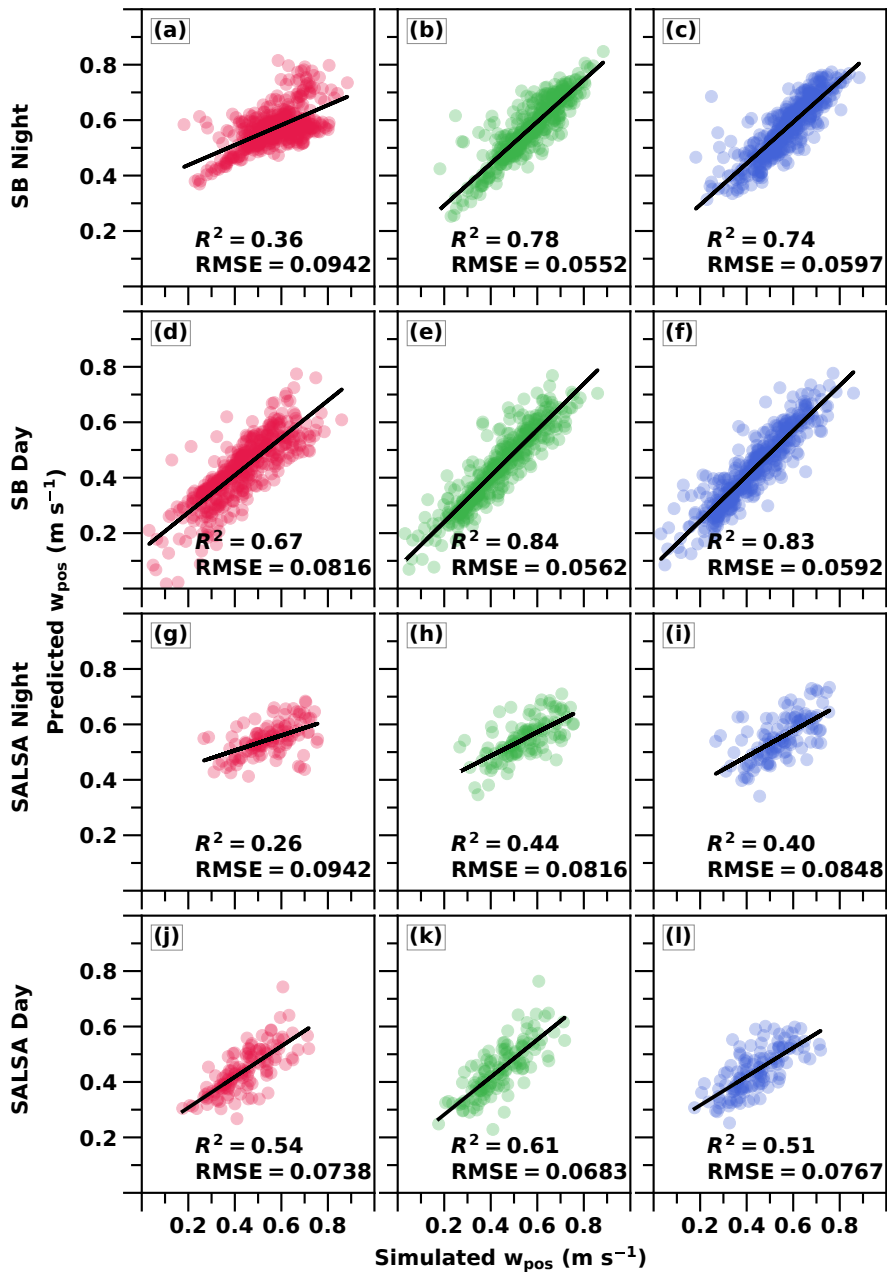 SB Night
(a)
(b)
(c)
0.8
0.6
0.4
0.2
R² = 0.36
RMSE = 0.0942
R² = 0.78
RMSE = 0.0552
R² = 0.74
RMSE = 0.0597
SB Day
Predicted w_pos (m s⁻¹)
(d)
(e)
(f)
0.8
0.6
0.4
0.2
R² = 0.67
RMSE = 0.0816
R² = 0.84
RMSE = 0.0562
R² = 0.83
RMSE = 0.0592
SALSA Night
(g)
(h)
(i)
0.8
0.6
0.4
0.2
R² = 0.26
RMSE = 0.0942
R² = 0.44
RMSE = 0.0816
R² = 0.40
RMSE = 0.0848
SALSA Day
(j)
(k)
(l)
0.8
0.6
0.4
0.2
R² = 0.54
RMSE = 0.0738
R² = 0.61
RMSE = 0.0683
R² = 0.51
RMSE = 0.0767
0.2 0.4 0.6 0.8
0.2 0.4 0.6 0.8
0.2 0.4 0.6 0.8
Simulated w_pos (m s⁻¹)